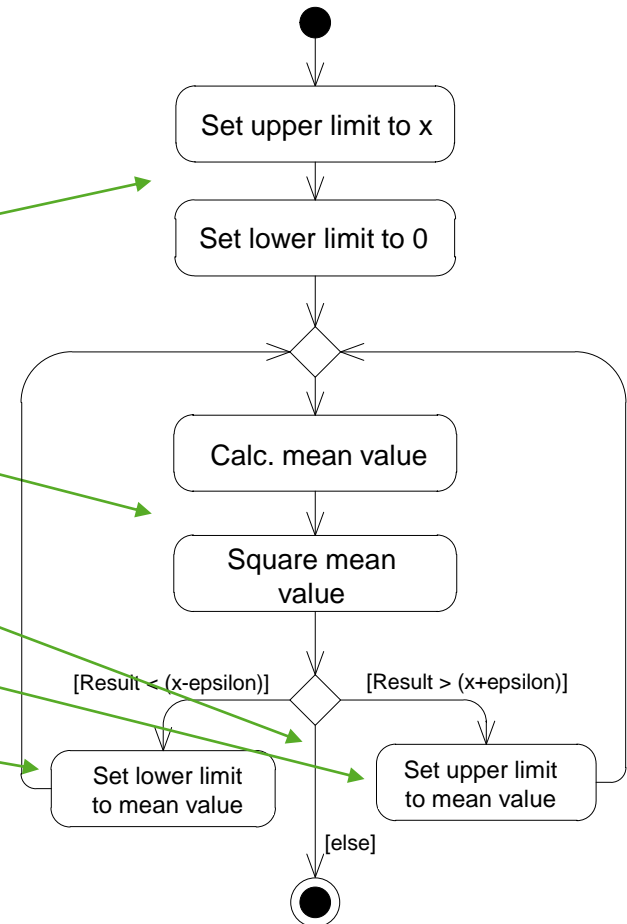 Set upper limit to x
Set lower limit to 0
Calc. mean value
Square mean
value
[Result < (x-epsilon)]
[Result > (x+epsilon)]
Set lower limit
to mean value
Set upper limit
to mean value
[else]